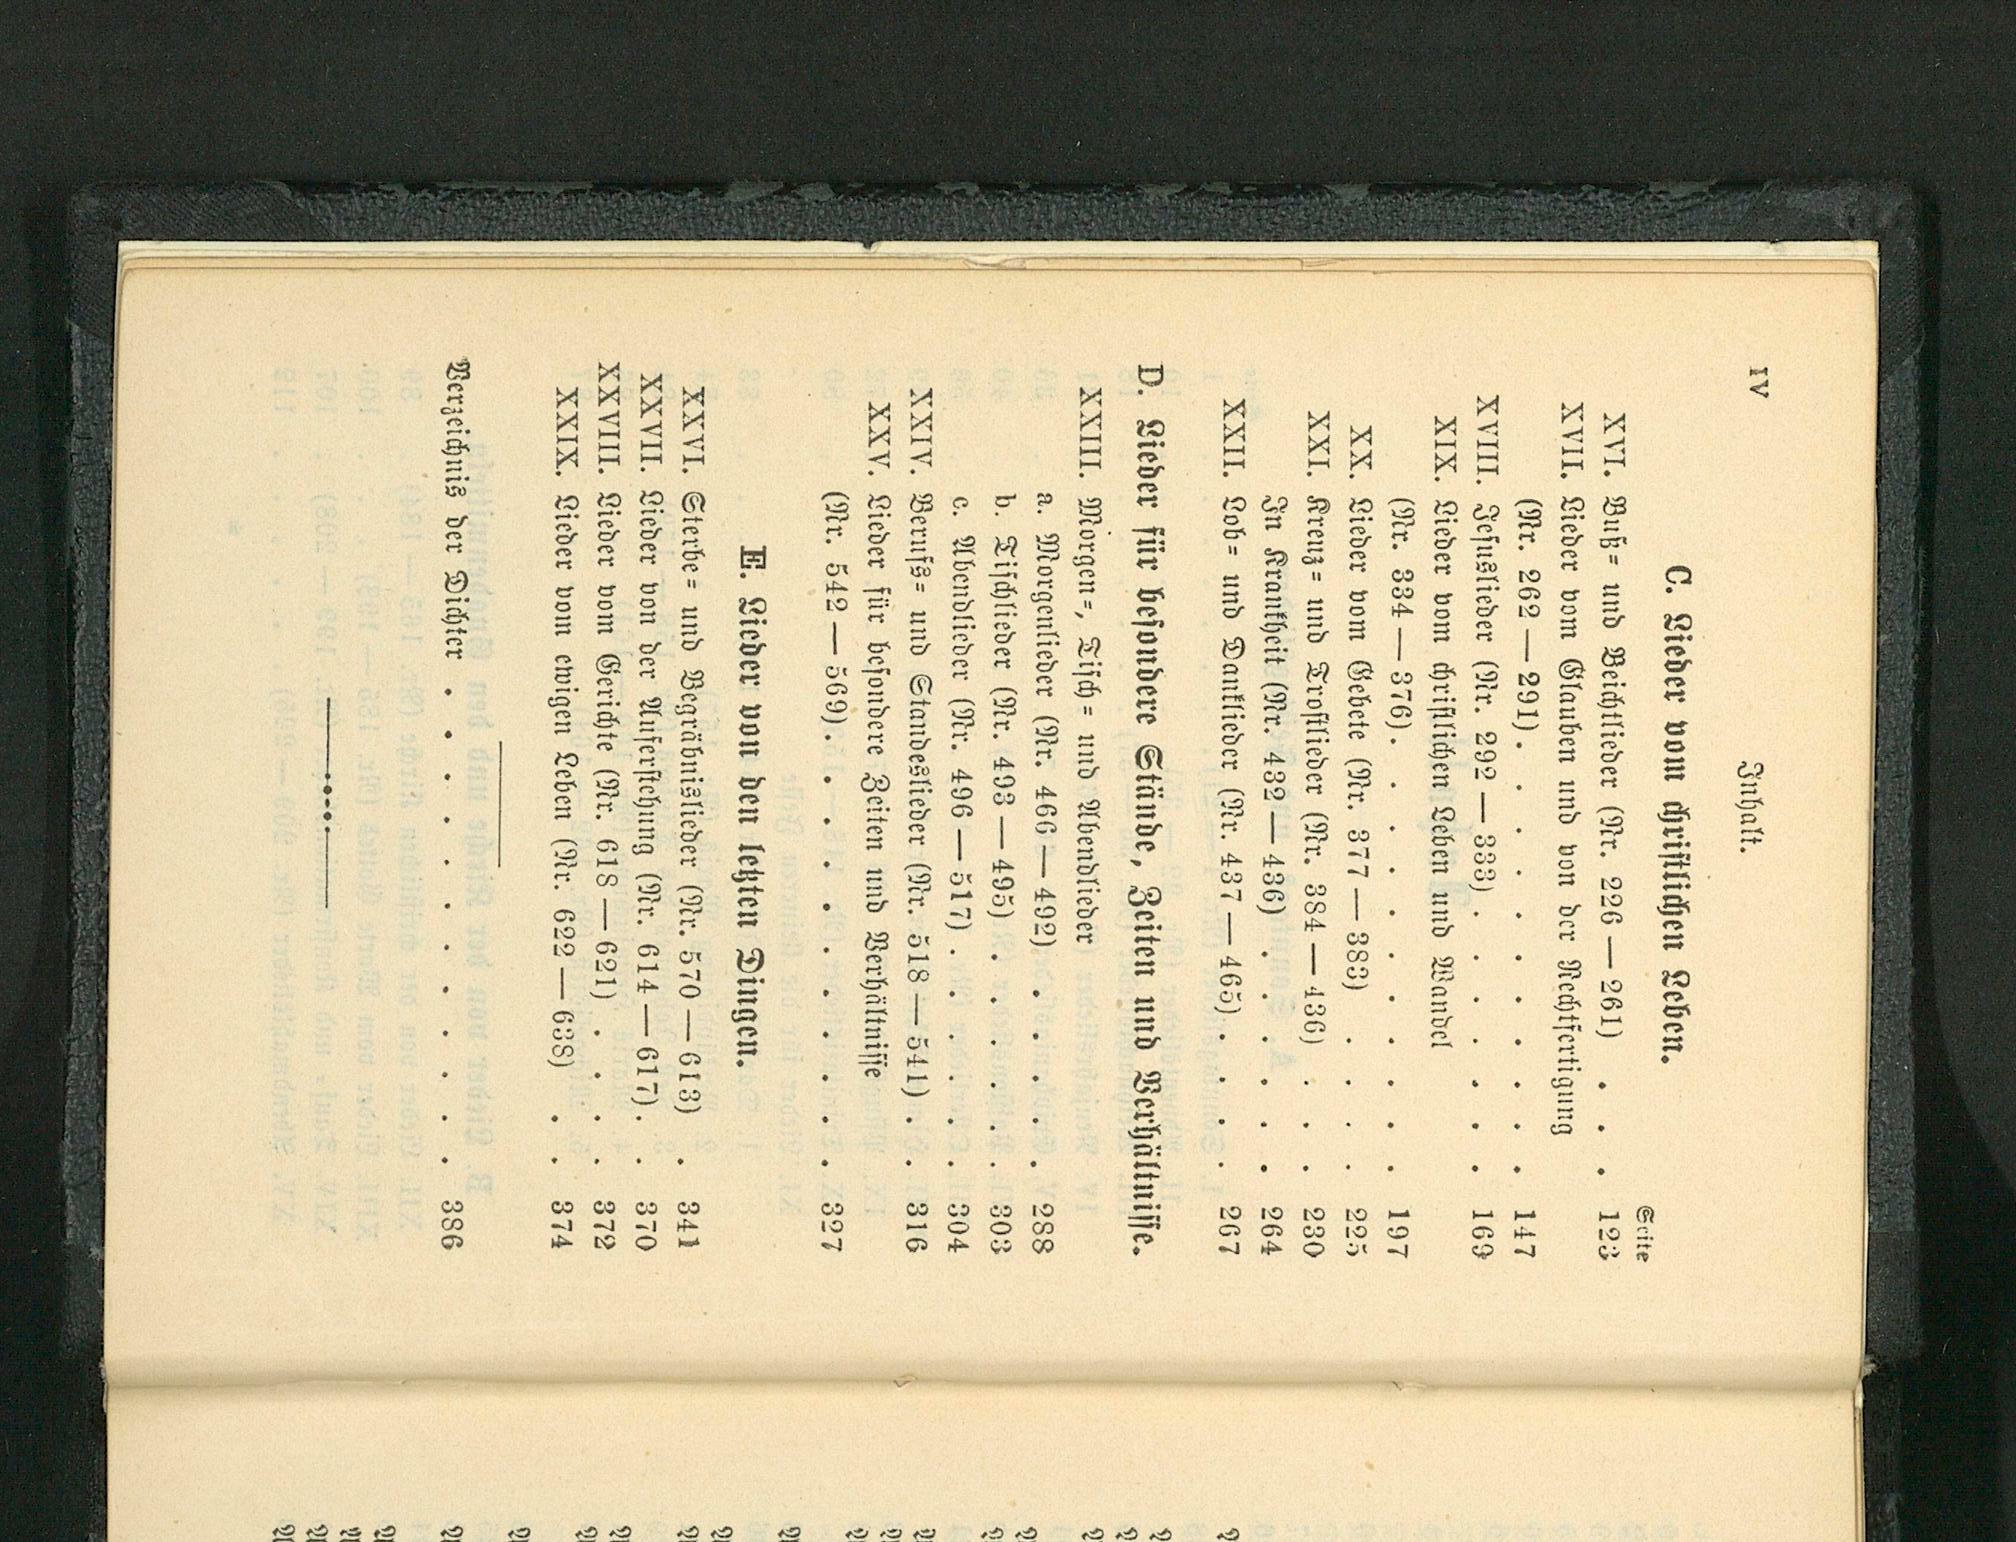 IV
Inhalt.
C. Lieder vom christlichen Leben.
Seite
XVI. Buß= und Beichtlieder (Nr. 226 — 261) . . . 123
XVII. Lieder vom Glauben und von der Rechtfertigung
(Nr. 262 — 291) . . . . . . . . . . . 147
XVIII. Jesuslieder (Nr. 292 — 333) . . . . . . . 169
XIX. Lieder vom christlichen Leben und Wandel
(Nr. 334 — 376) . . . . . . . . . . . 197
XX. Lieder vom Gebete (Nr. 377 — 383) . . . . 225
XXI. Kreuz= und Trostlieder (Nr. 384 — 436) . . . 230
In Krankheit (Nr. 432 — 436) . . . . . . 264
XXII. Lob= und Danklieder (Nr. 437 — 465) . . . . 267
D. Lieder für besondere Stände, Zeiten und Verhältnisse.
XXIII. Morgen=, Tisch= und Abendlieder
a. Morgenlieder (Nr. 466 — 492) . . . . . 288
b. Tischlieder (Nr. 493 — 495) . . . . . . 303
c. Abendlieder (Nr. 496 — 517) . . . . . . 304
XXIV. Berufs= und Standeslieder (Nr. 518 — 541) . . 316
XXV. Lieder für besondere Zeiten und Verhältnisse
(Nr. 542 — 569) . . . . . . . . . . . 327
E. Lieder von den letzten Dingen.
XXVI. Sterbe= und Begräbnislieder (Nr. 570 — 613) . 341
XXVII. Lieder von der Auferstehung (Nr. 614 — 617) . . 370
XXVIII. Lieder vom Gerichte (Nr. 618 — 621) . . . . 372
XXIX. Lieder vom ewigen Leben (Nr. 622 — 638) . . 374
Verzeichnis der Dichter . . . . . . . . . . . . 386